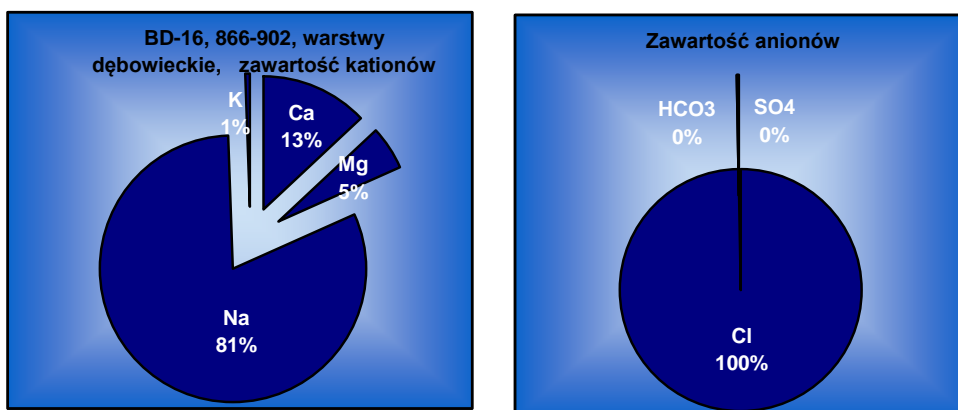 BD-16, 866-902, warstwy
dębowieckie, zawartość kationów
K
1%
Ca
13%
Mg
5%
Na
81%
Zawartość anionów
HCO3
0%
SO4
0%
Cl
100%